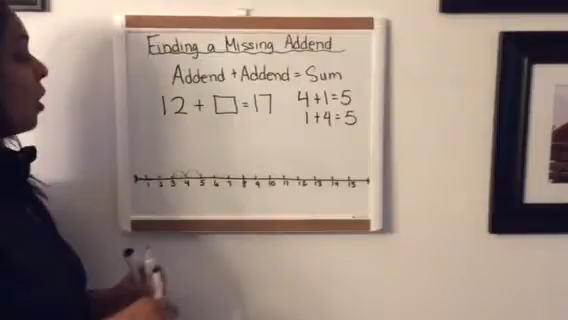 Finding a Missing Addend
Addend + Addend = Sum
12 + □ = 17
4 + 1 = 5
1 + 4 = 5
1 2 3 4 5 6 7 8 9 10 11 12 13 14 15